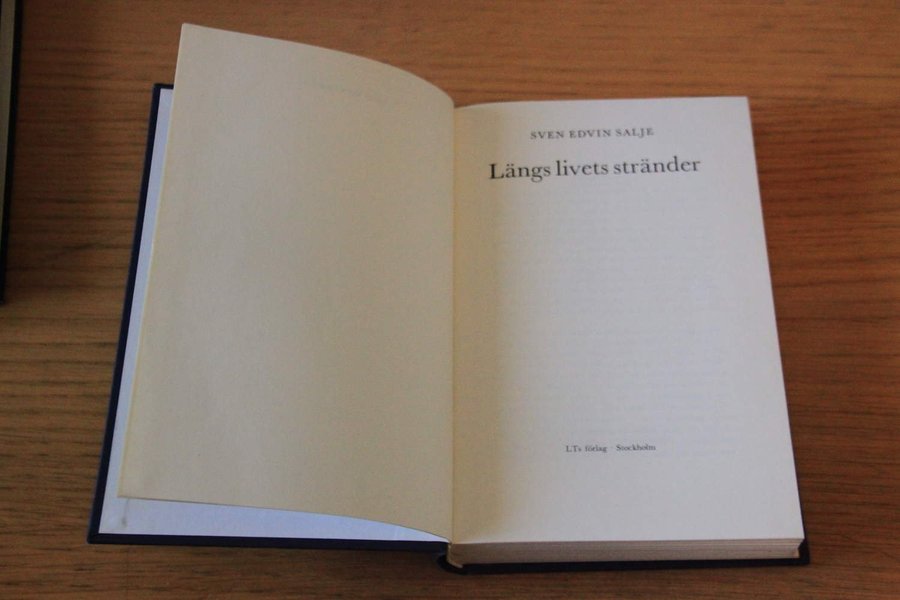 SVEN EDVIN SALJE
Längs livets stränder
LTs förlag · Stockholm